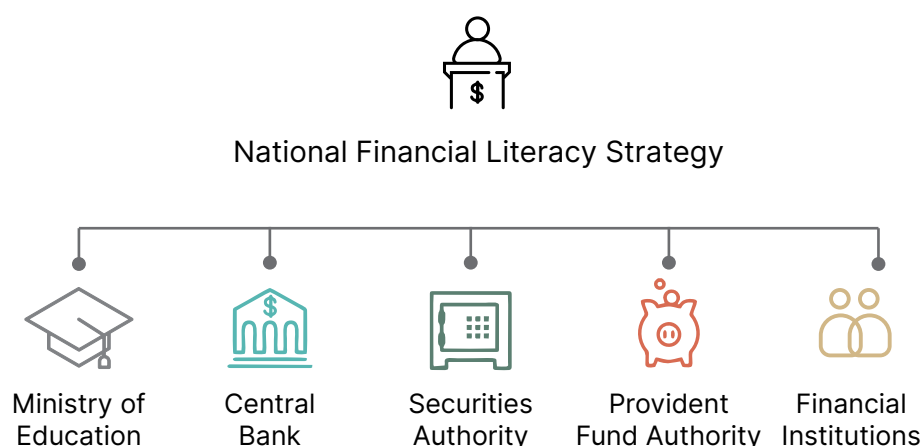 $
National Financial Literacy Strategy
$
Ministry of
Education
Central
Bank
Securities
Authority
Provident
Fund Authority
Financial
Institutions